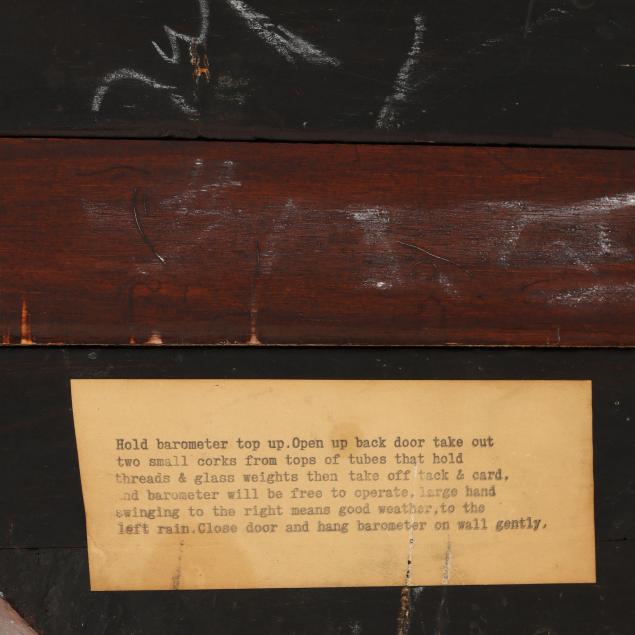 Hold barometer top up.Open up back door take out
two small corks from tops of tubes that hold
threads & glass weights then take off tack & card,
nd barometer will be free to operate,large hand
swinging to the right means good weather,to the
left rain.Close door and hang barometer on wall gently.